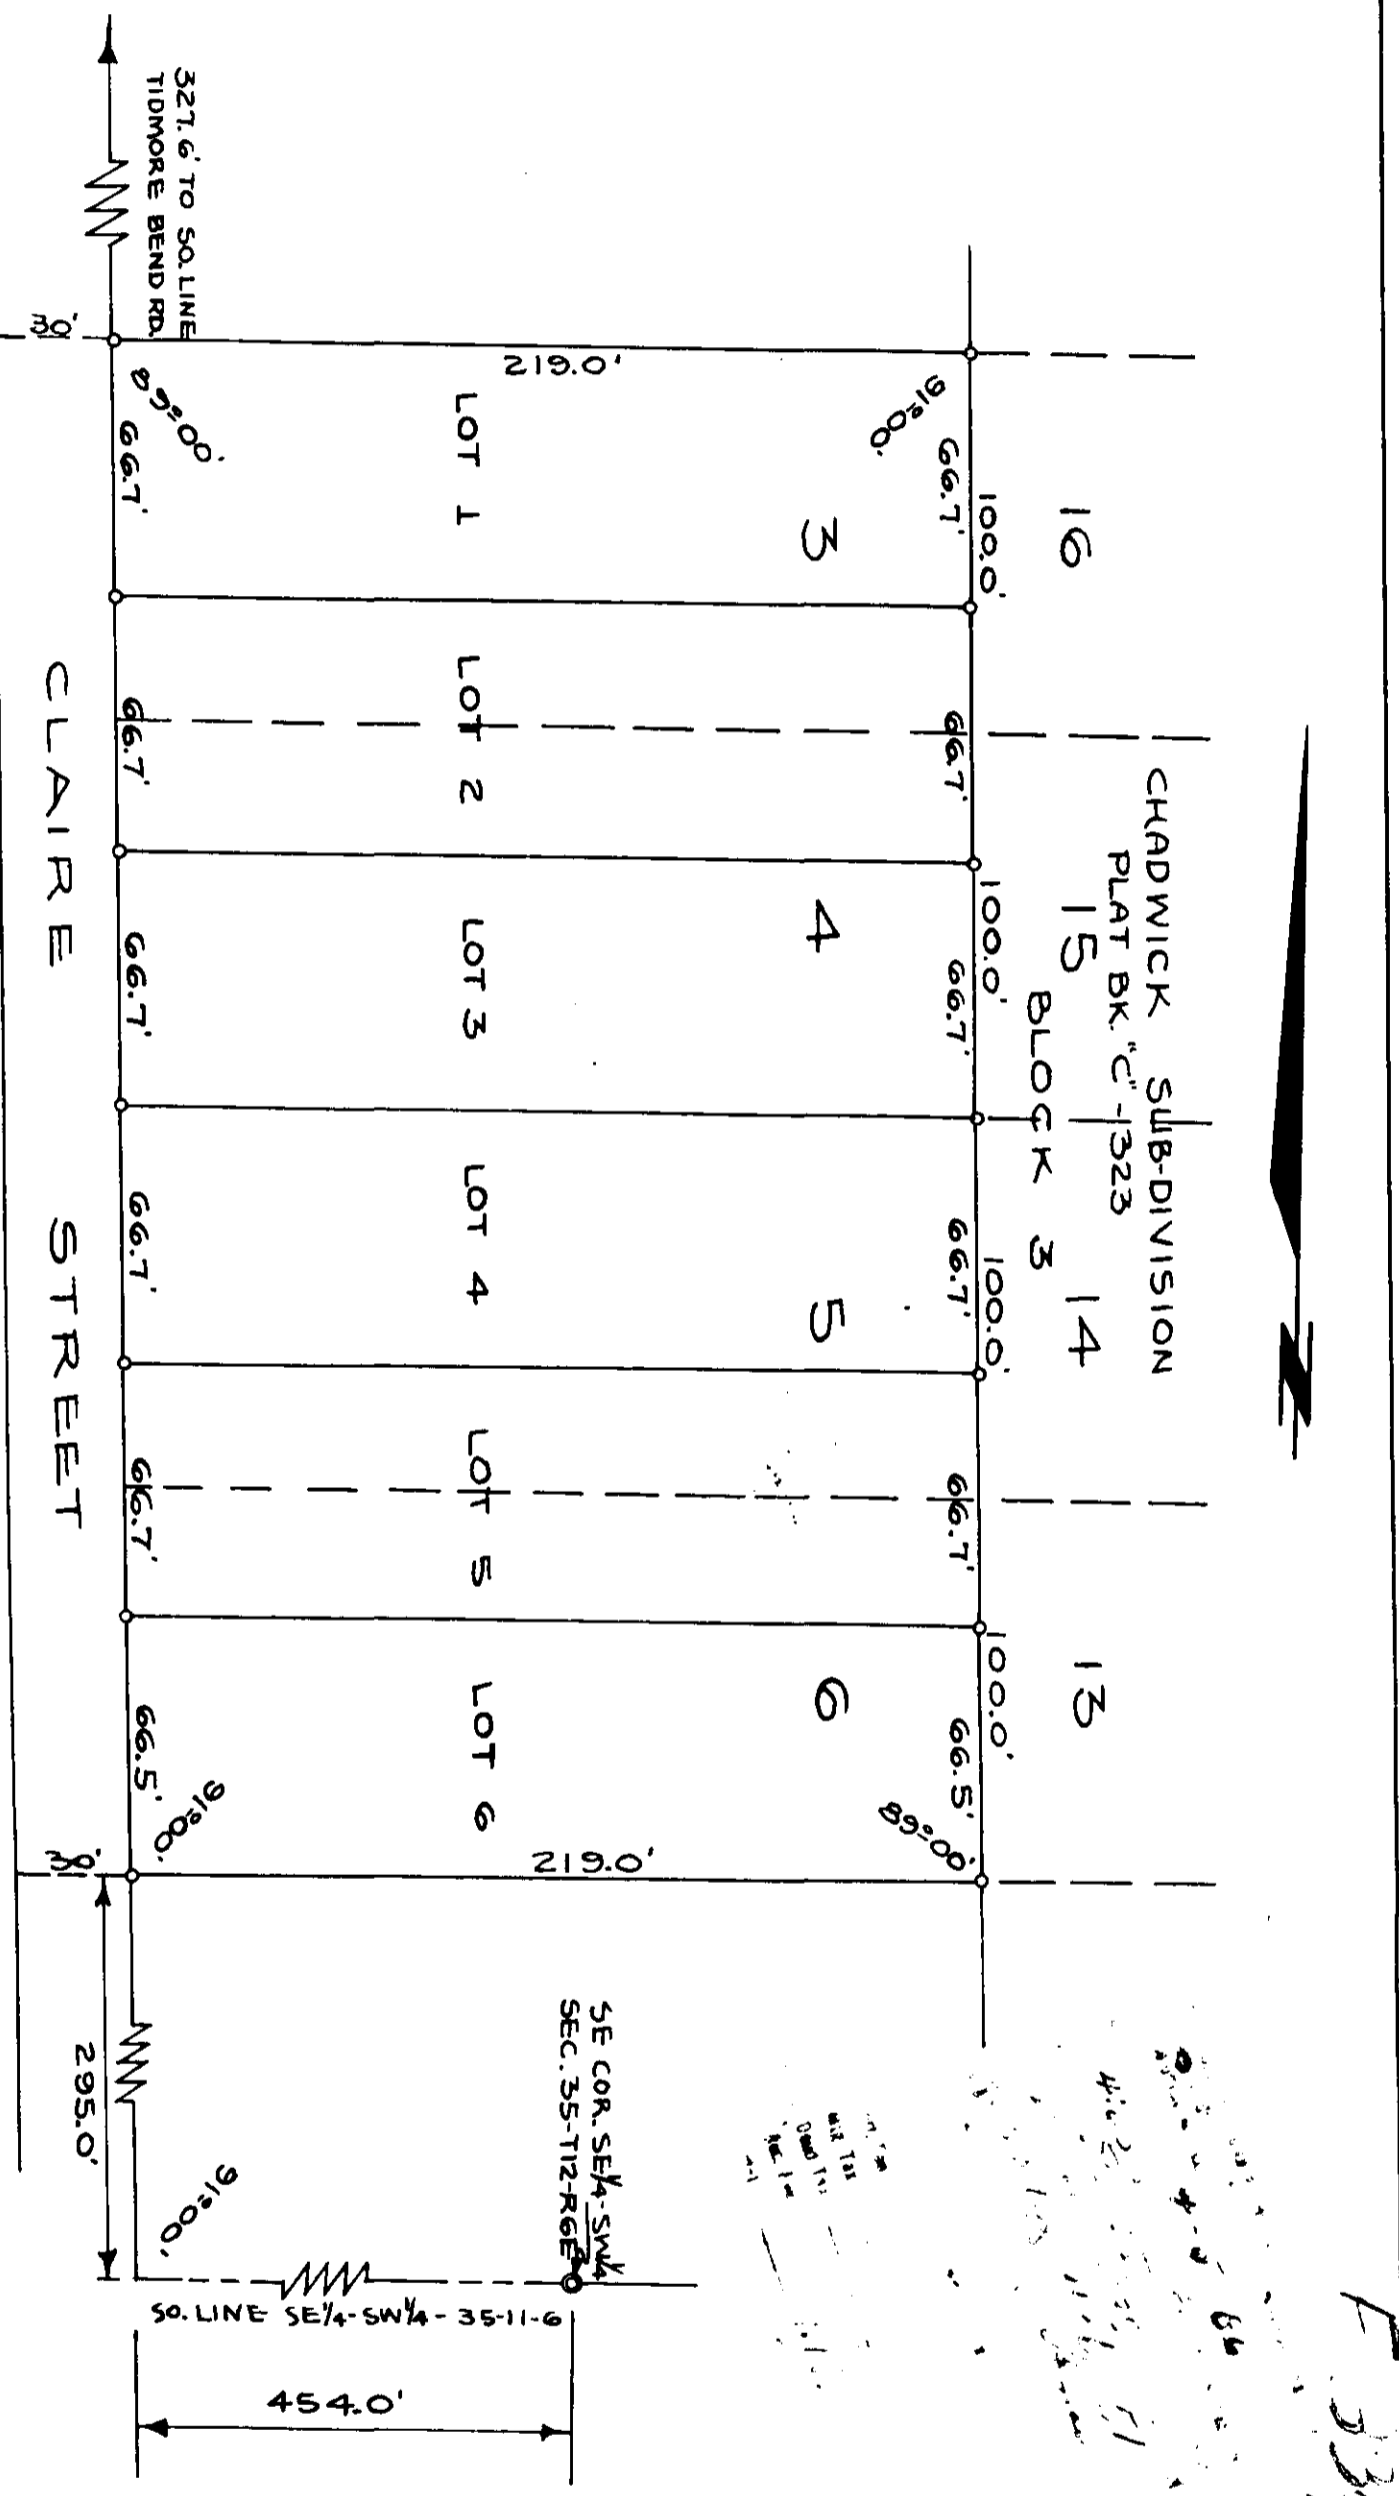 N
CHADWICK SUB-DIVISION
PLAT BK. "C"-323
BLOCK 3
16
15
14
13
100.0'
100.0'
100.0'
100.0'
66.7'
66.7'
66.7'
66.7'
66.7'
66.5'
91°00'
89°00'
3
4
5
6
219.0'
219.0'
LOT 1
LOT 2
LOT 3
LOT 4
LOT 5
LOT 6
89°00'
91°00'
66.7'
66.7'
66.7'
66.7'
66.7'
66.5'
327.6' TO SO. LINE
TIDMORE BEND RD.
30'
30'
CLAIRE STREET
295.0'
91°00'
SE COR. SE¼-SW¼
SEC. 35-T12-RGE
SO. LINE SE¼-SW¼ - 35-11-6
454.0'